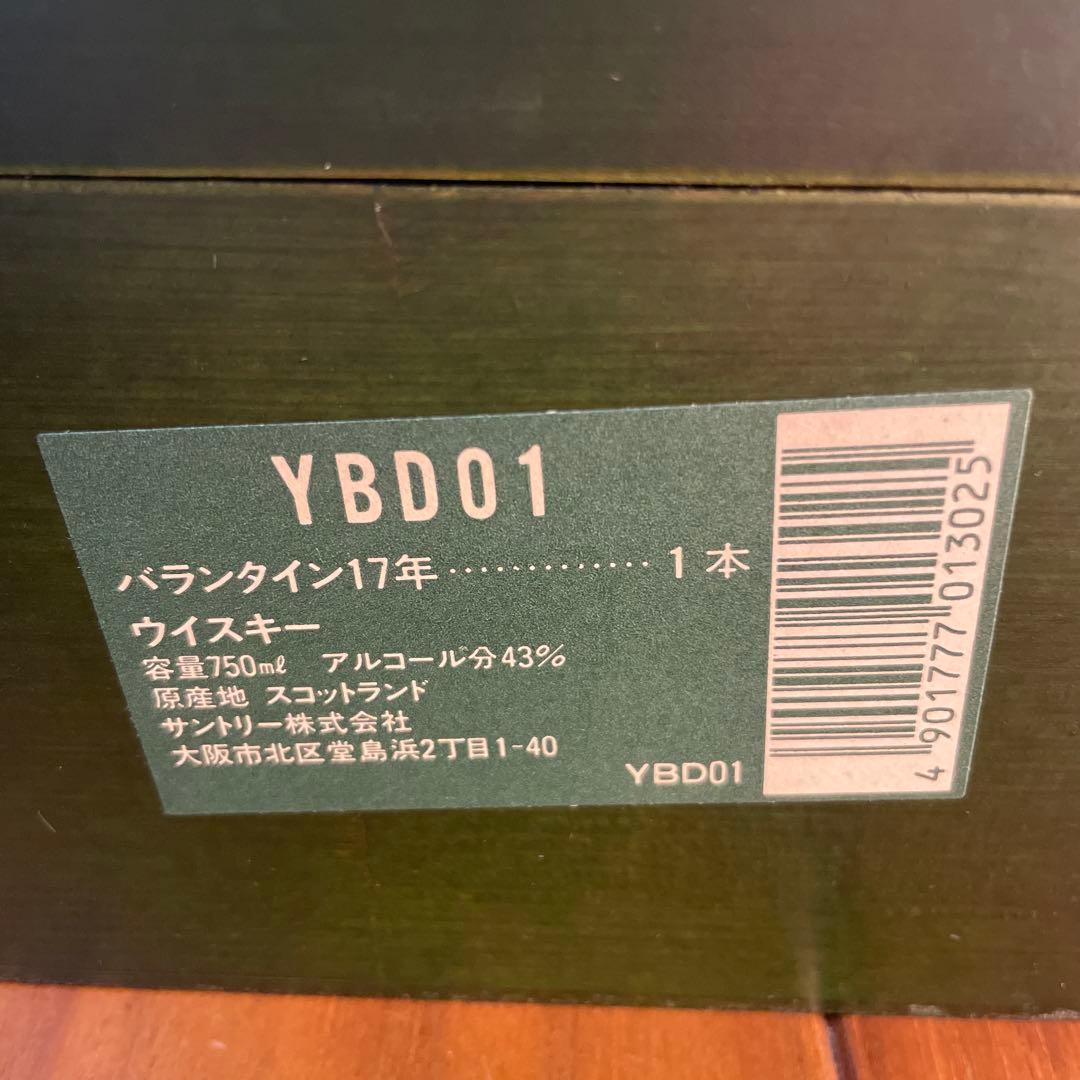 YBD01
バランタイン17年‥‥‥‥‥‥1本
ウイスキー
容量750mℓ アルコール分43%
原産地 スコットランド
サントリー株式会社
大阪市北区堂島浜2丁目1-40
YBD01
4 901777 013025